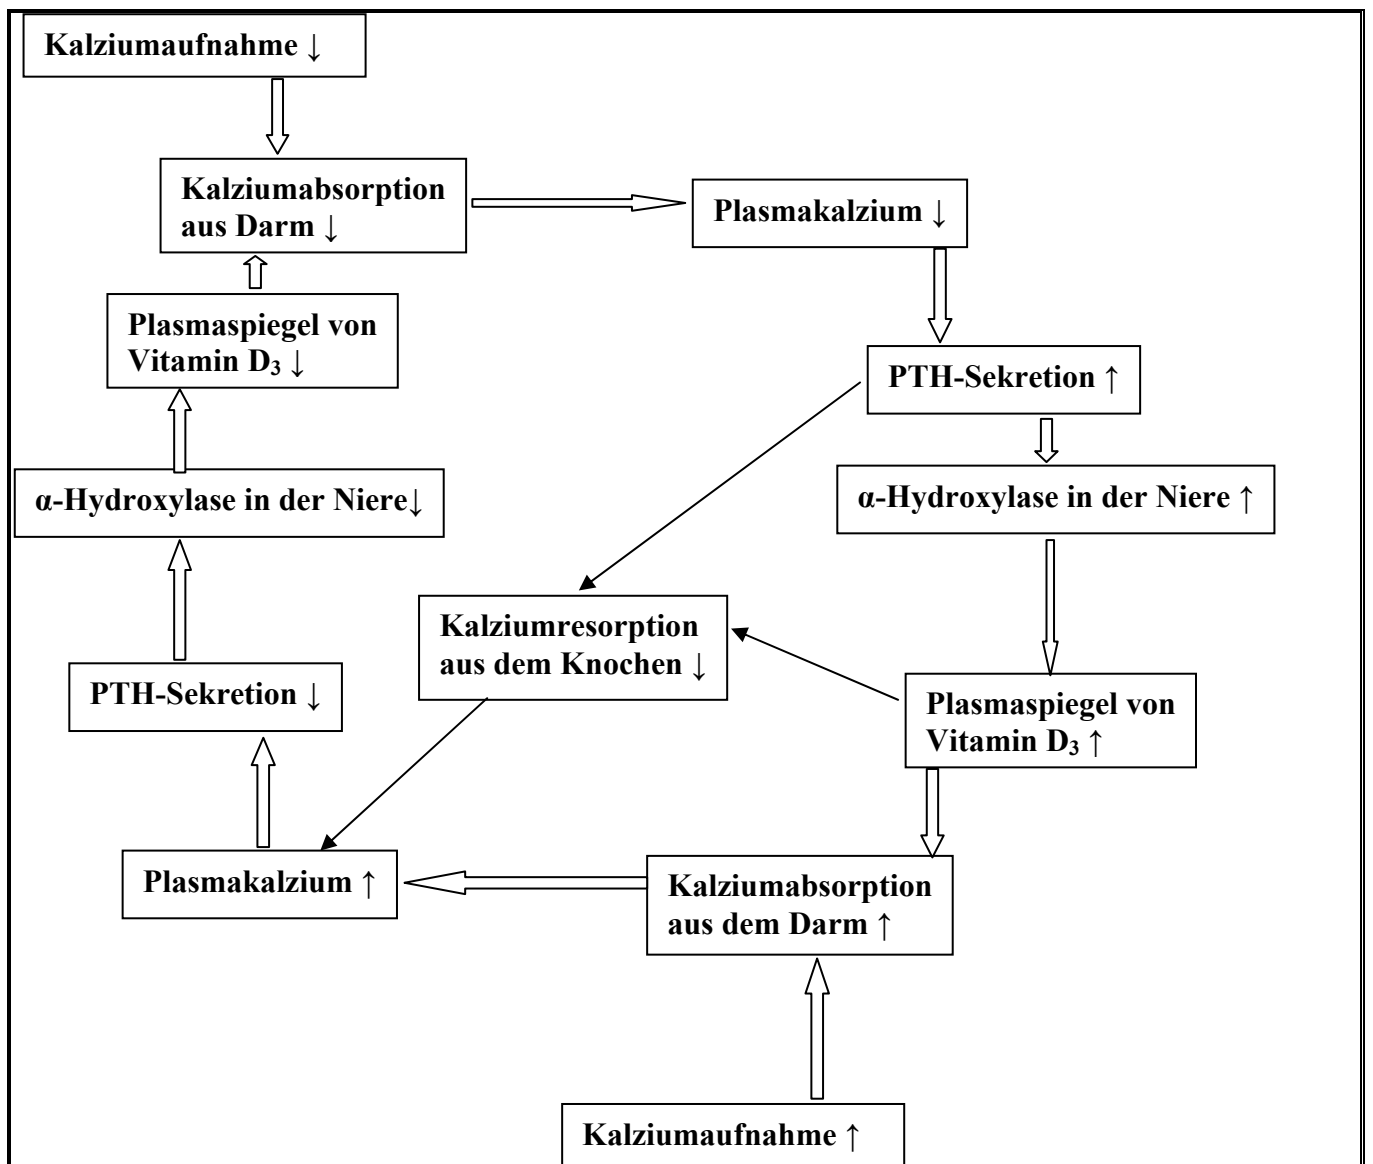 Kalziumaufnahme ↓
Kalziumabsorption
aus Darm ↓
Plasmakalzium ↓
Plasmaspiegel von
Vitamin D₃ ↓
PTH-Sekretion ↑
α-Hydroxylase in der Niere↓
α-Hydroxylase in der Niere ↑
Kalziumresorption
aus dem Knochen ↓
PTH-Sekretion ↓
Plasmaspiegel von
Vitamin D₃ ↑
Plasmakalzium ↑
Kalziumabsorption
aus dem Darm ↑
Kalziumaufnahme ↑